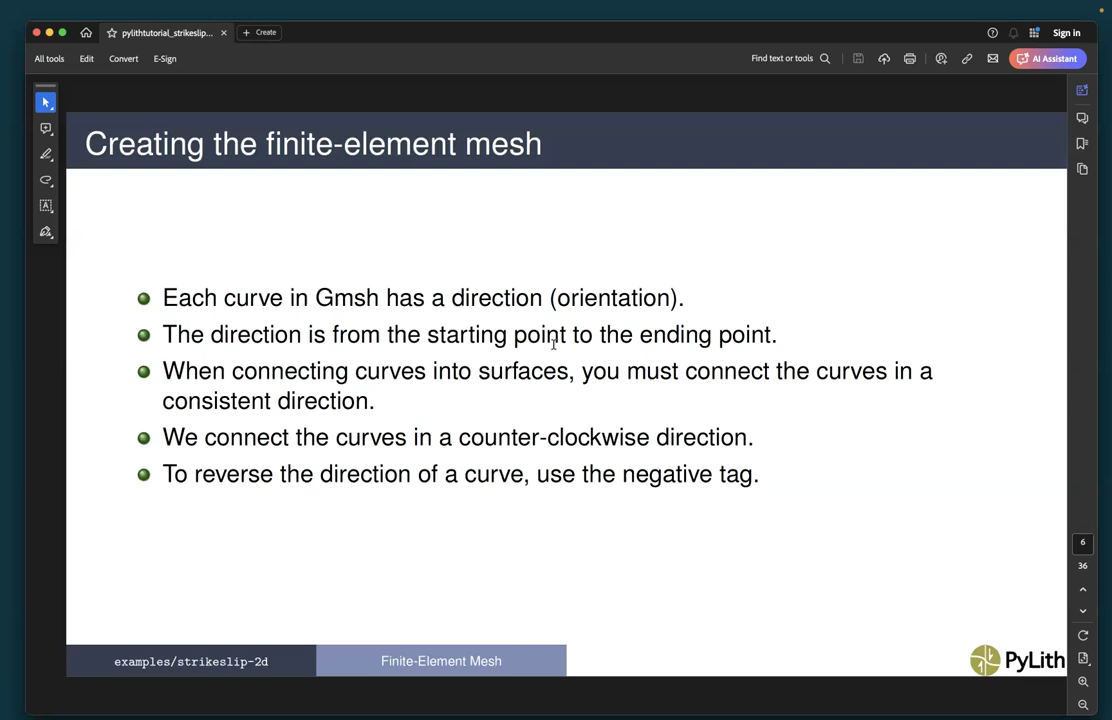 pylithtutorial_strikeslip...
Create
Sign in
All tools
Edit
Convert
E-Sign
Find text or tools
AI Assistant
Creating the finite-element mesh
Each curve in Gmsh has a direction (orientation).
The direction is from the starting point to the ending point.
When connecting curves into surfaces, you must connect the curves in a
consistent direction.
We connect the curves in a counter-clockwise direction.
To reverse the direction of a curve, use the negative tag.
6
36
examples/strikeslip-2d
Finite-Element Mesh
PyLith